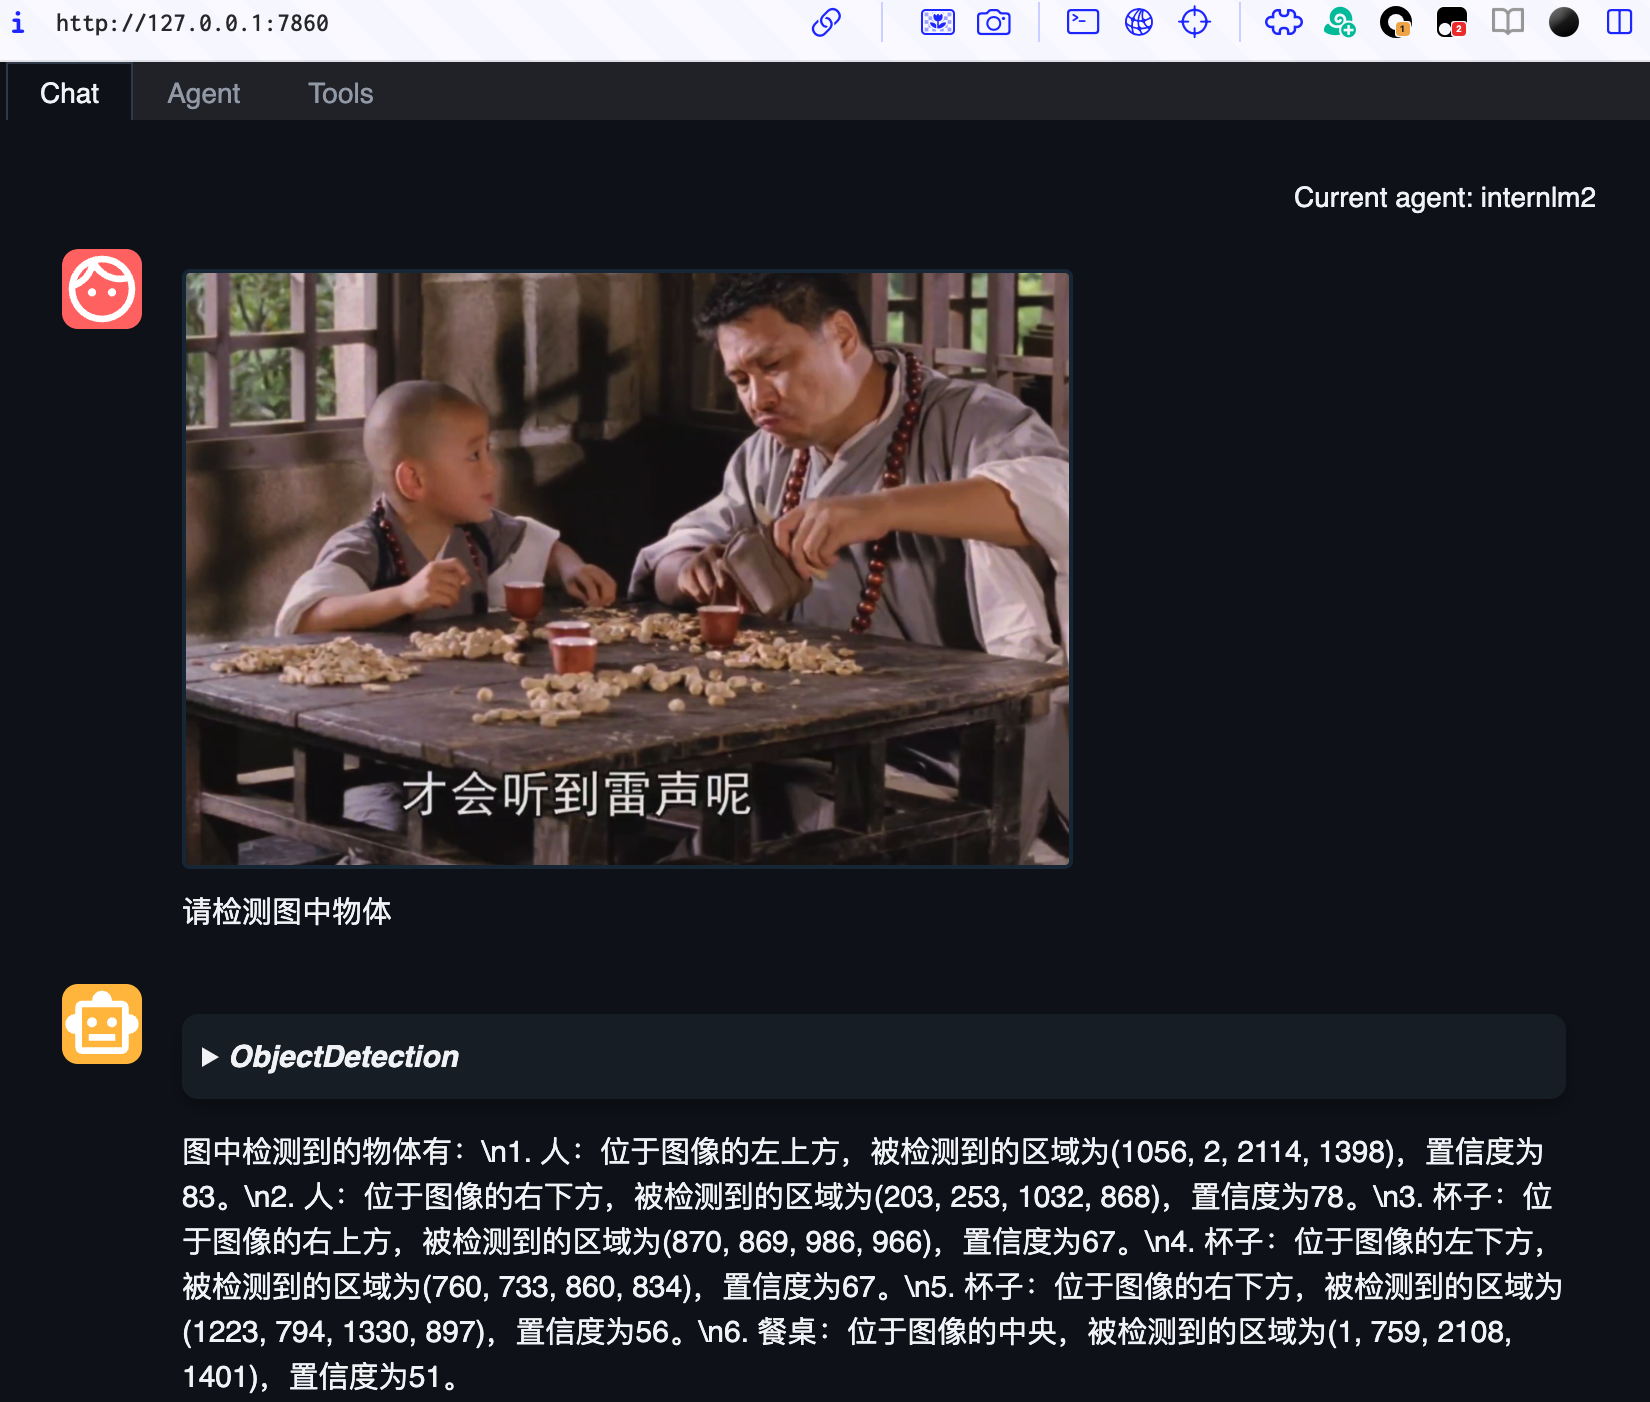 http://127.0.0.1:7860
1
2
Chat Agent Tools
Current agent: internlm2
才会听到雷声呢
请检测图中物体
ObjectDetection
图中检测到的物体有：\n1. 人：位于图像的左上方，被检测到的区域为(1056, 2, 2114, 1398)，置信度为
83。\n2. 人：位于图像的右下方，被检测到的区域为(203, 253, 1032, 868)，置信度为78。\n3. 杯子：位
于图像的右上方，被检测到的区域为(870, 869, 986, 966)，置信度为67。\n4. 杯子：位于图像的左下方，
被检测到的区域为(760, 733, 860, 834)，置信度为67。\n5. 杯子：位于图像的右下方，被检测到的区域为
(1223, 794, 1330, 897)，置信度为56。\n6. 餐桌：位于图像的中央，被检测到的区域为(1, 759, 2108,
1401)，置信度为51。